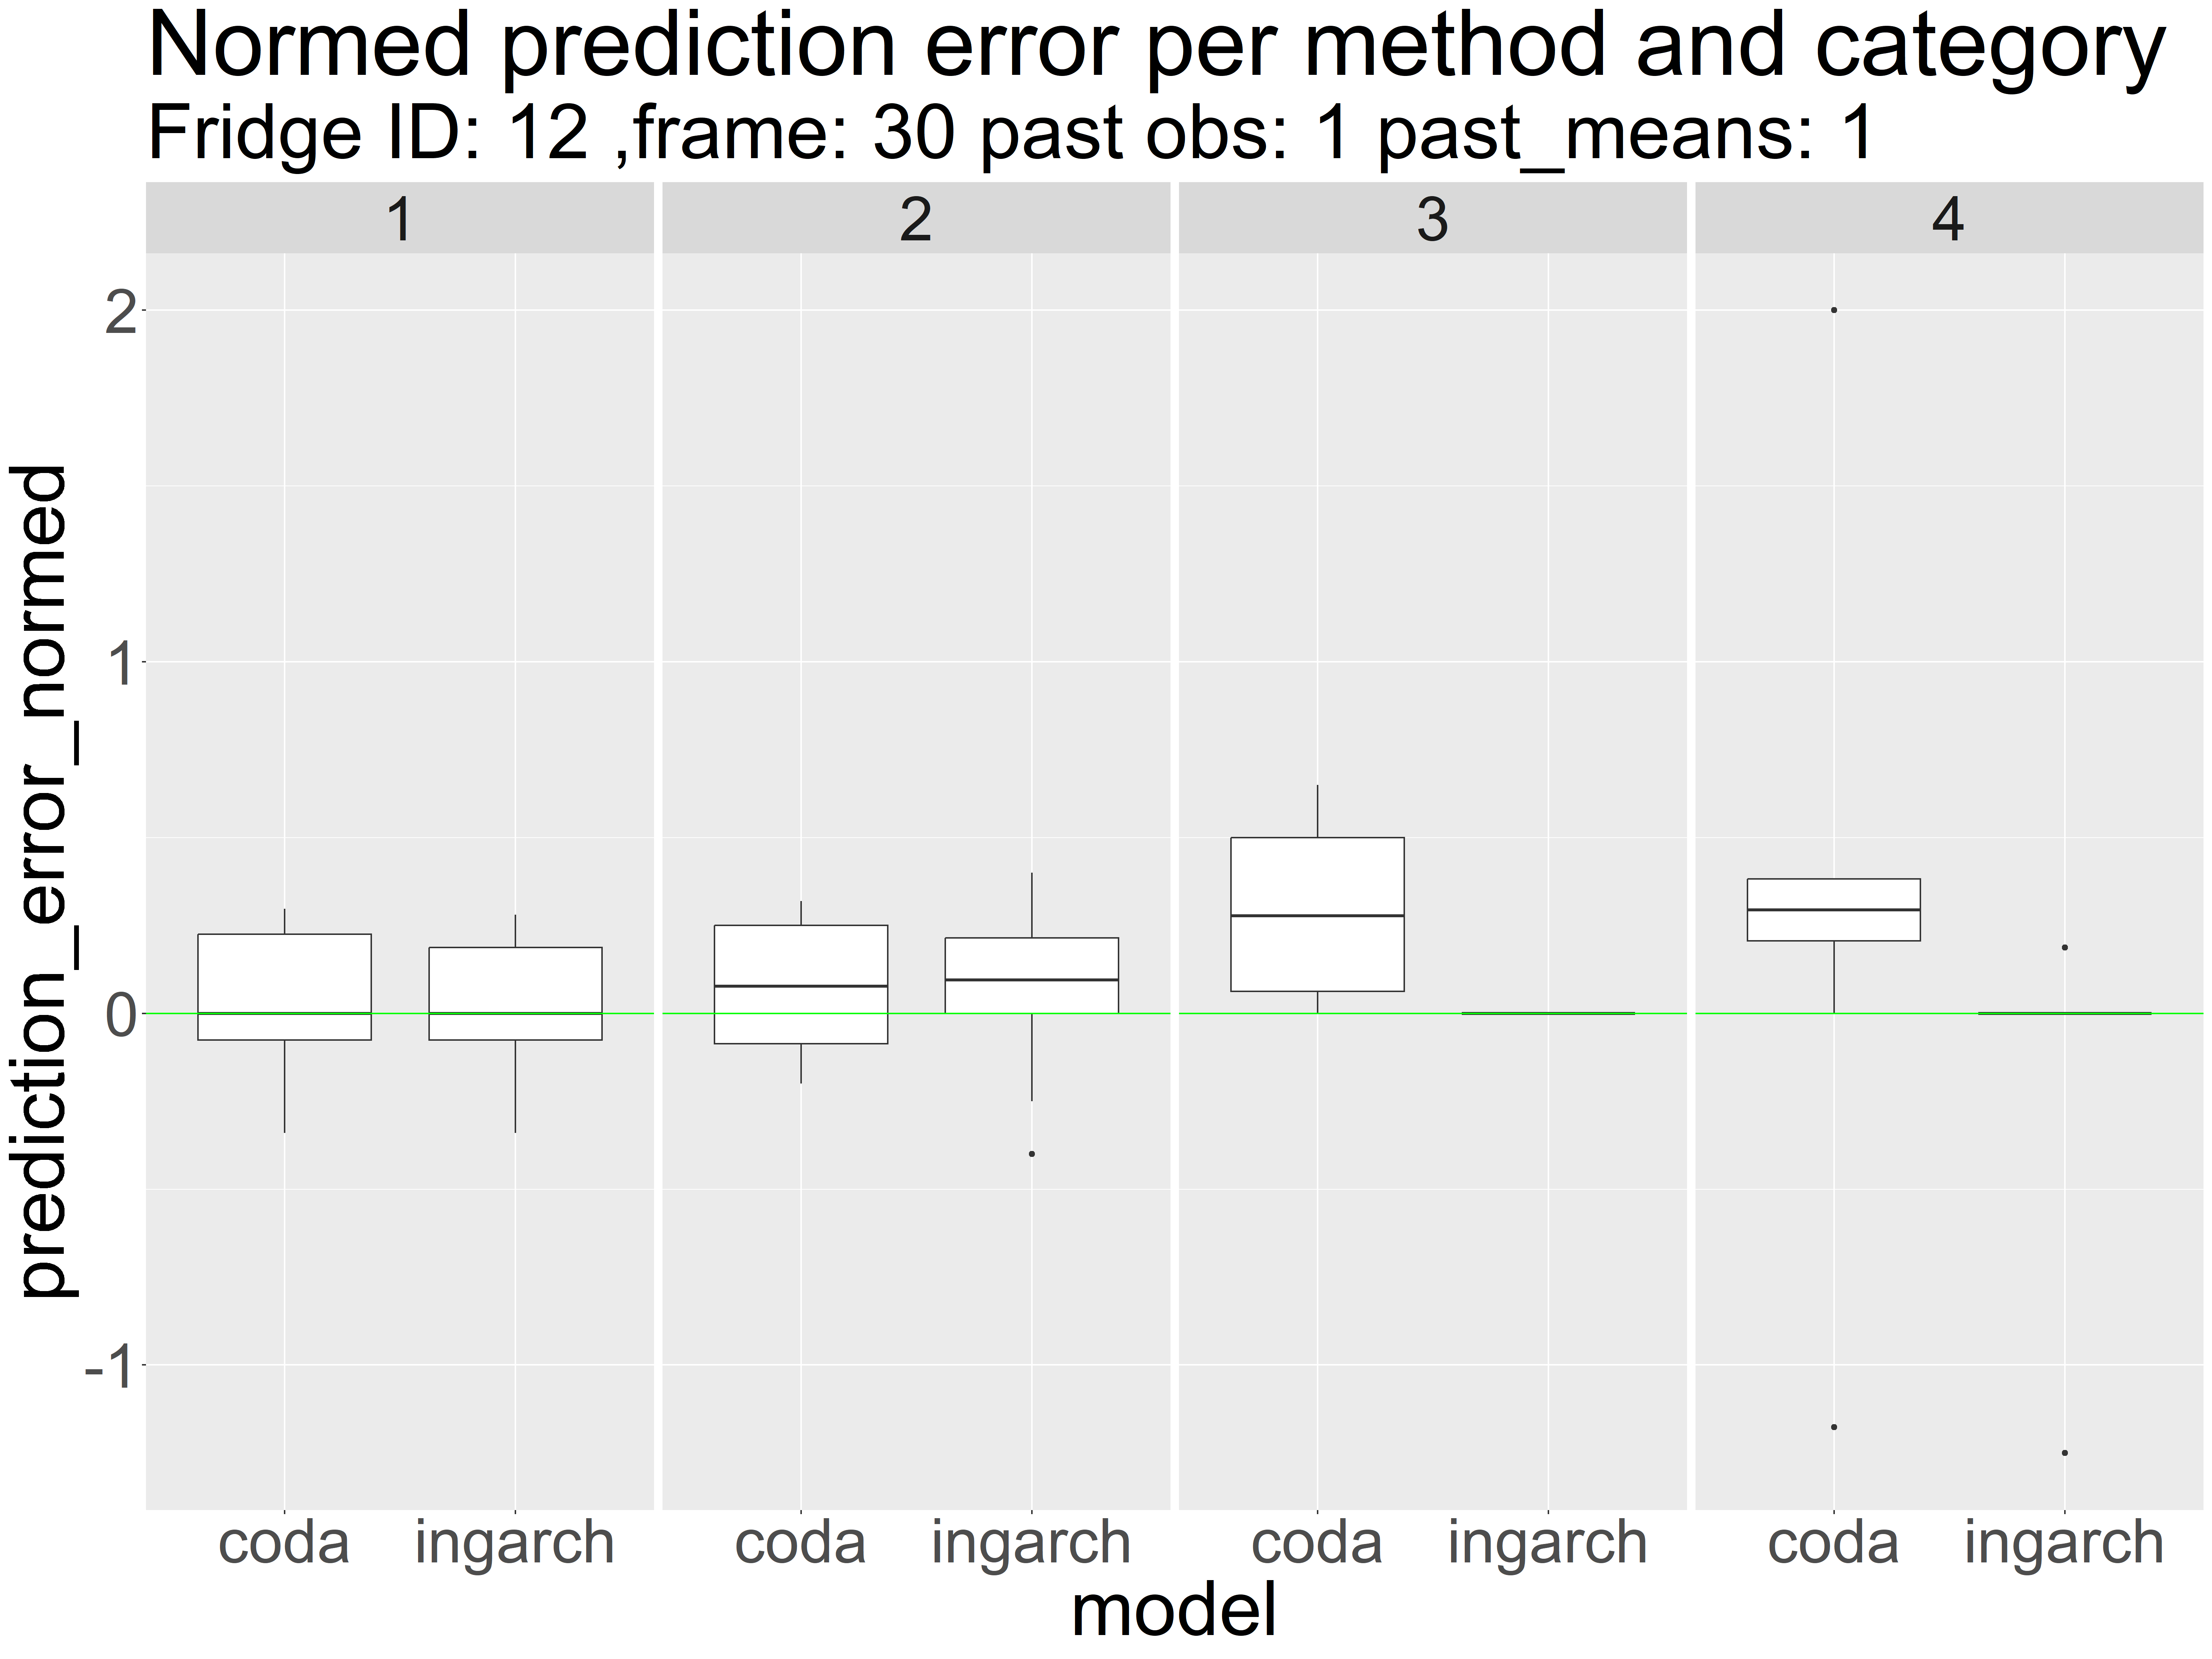 Normed prediction error per method and category
Fridge ID: 12 ,frame: 30 past obs: 1 past_means: 1
1 2 3 4
prediction_error_normed
2
1
0
-1
coda ingarch coda ingarch coda ingarch coda ingarch
model